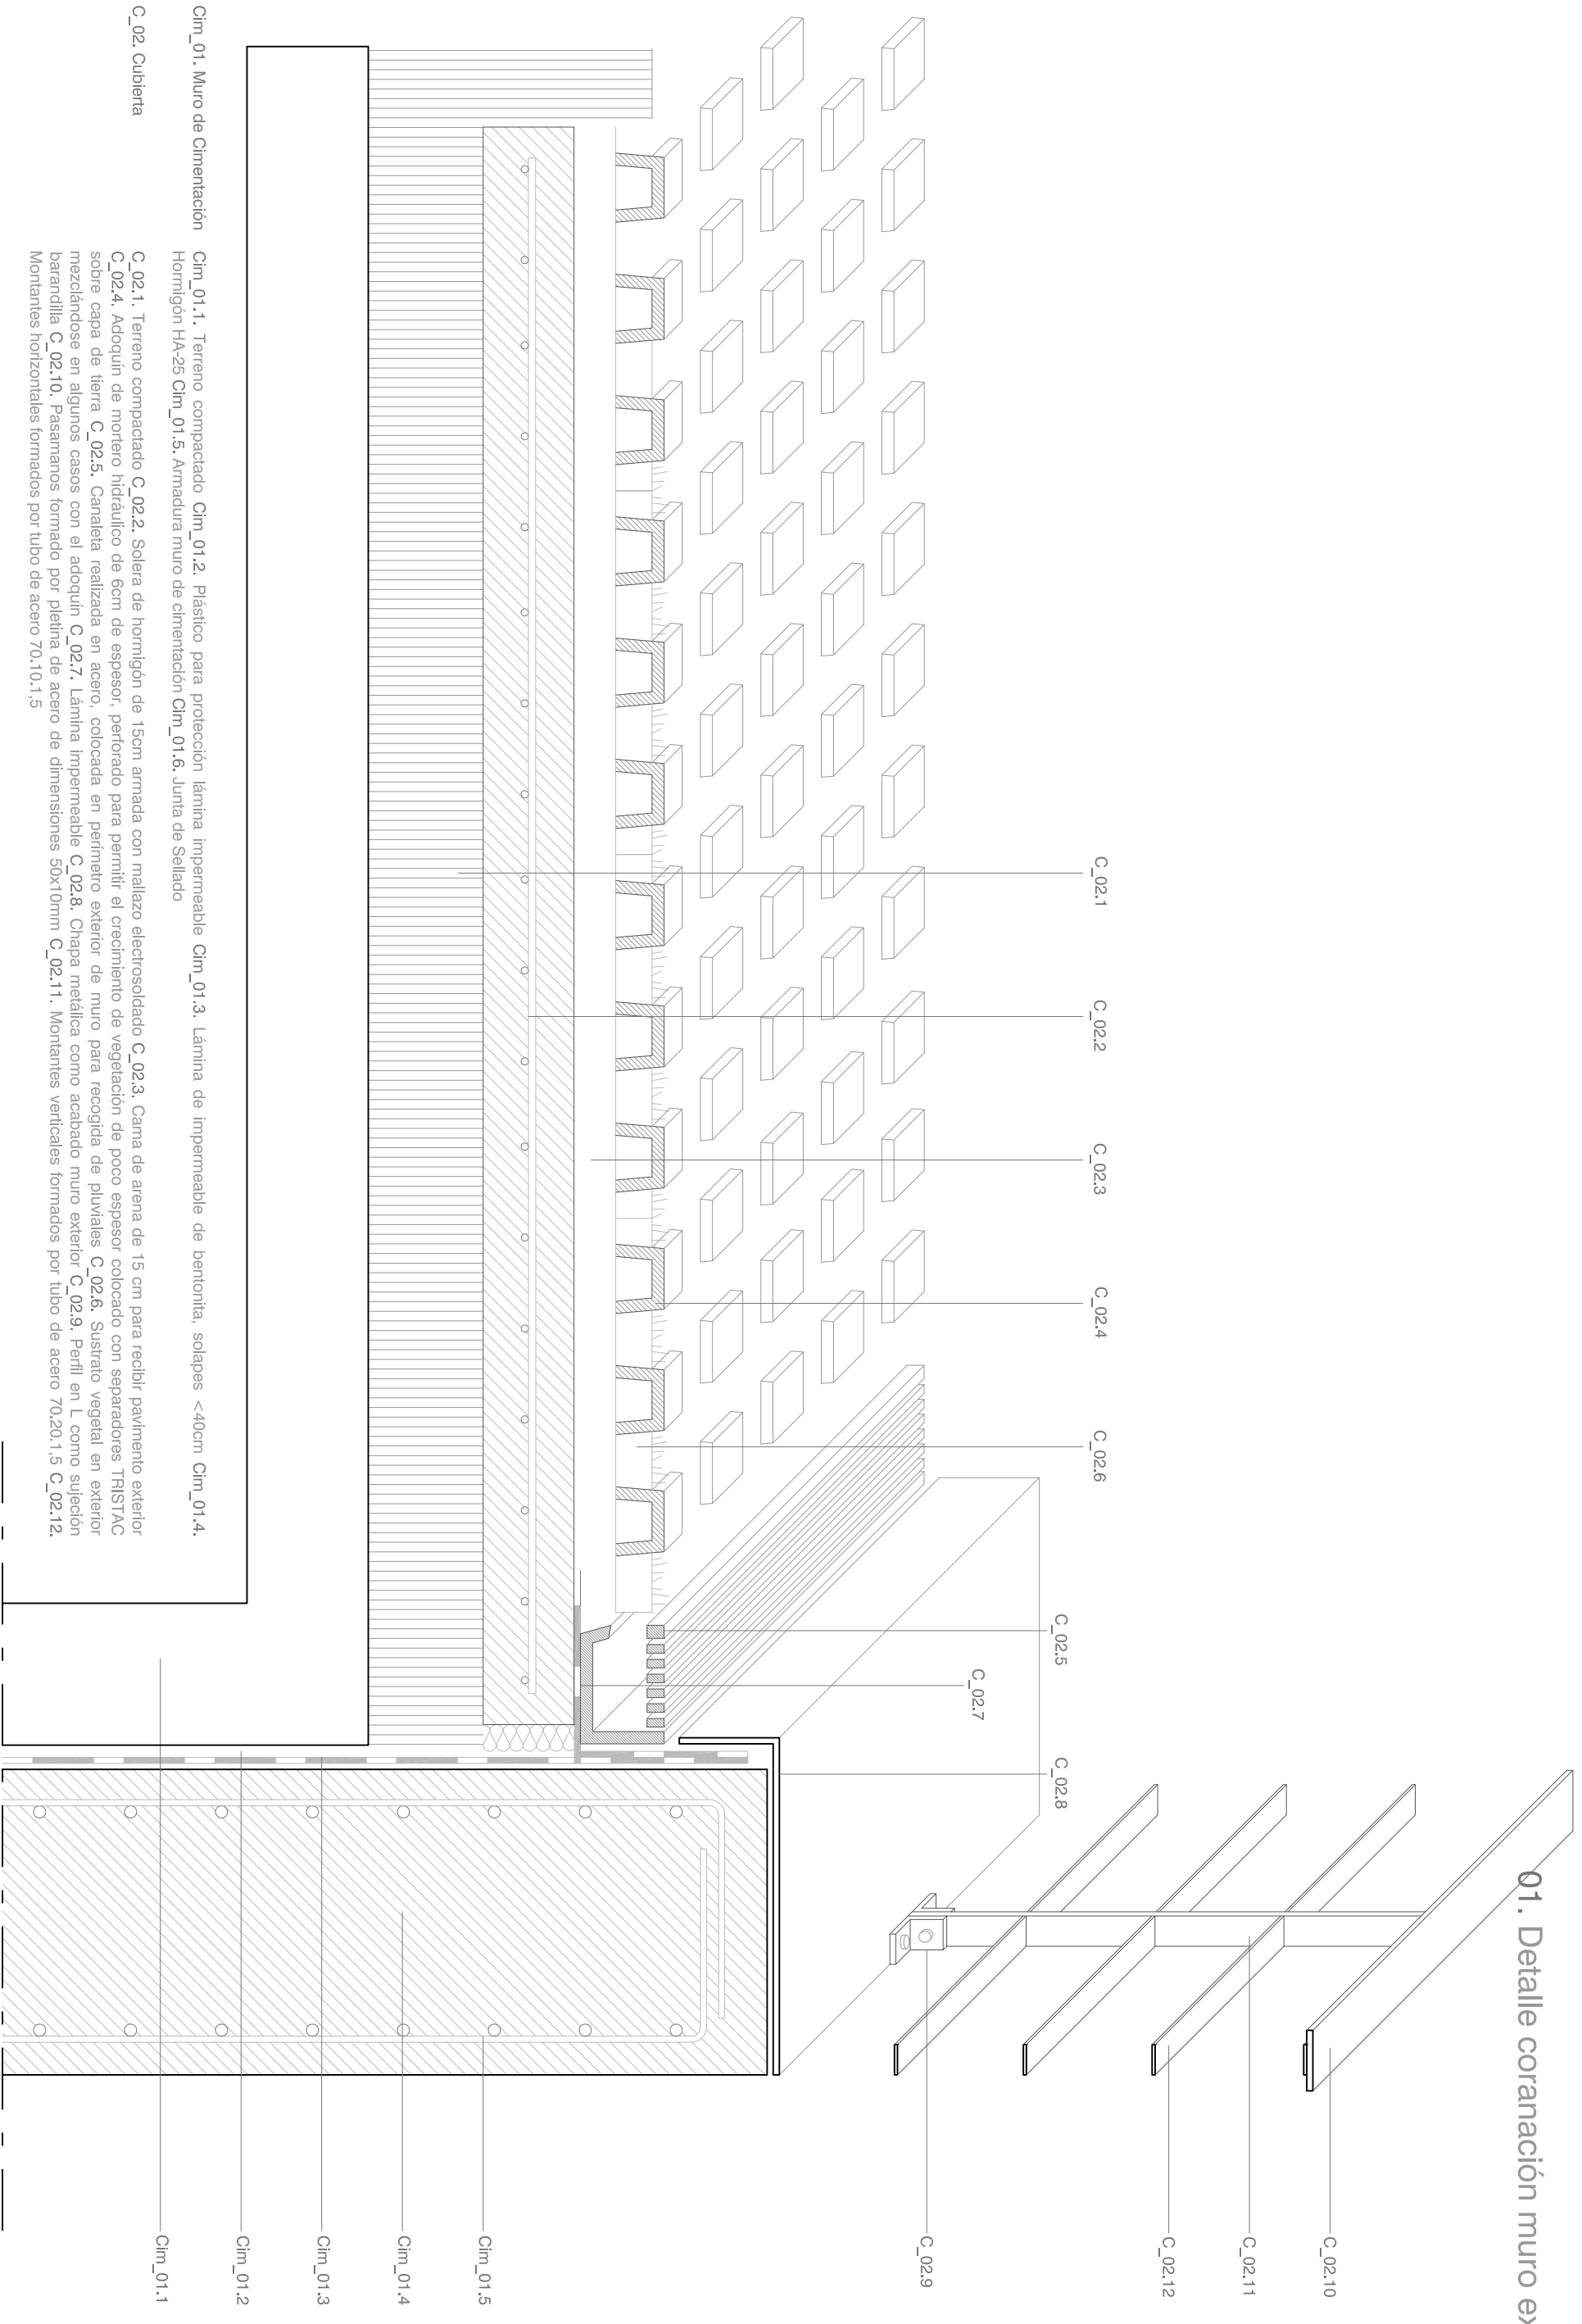 01. Detalle coranación muro ex
C_02.1
C_02.2
C_02.3
C_02.4
C_02.6
C_02.5
C_02.7
C_02.8
C_02.10
C_02.11
C_02.12
C_02.9
Cim_01.5
Cim_01.4
Cim_01.3
Cim_01.2
Cim_01.1
Cim_01. Muro de Cimentación
Cim_01.1. Terreno compactado Cim_01.2. Plástico para protección lámina impermeable Cim_01.3. Lámina de impermeable de bentonita, solapes <40cm Cim_01.4.
Hormigón HA-25 Cim_01.5. Armadura muro de cimentación Cim_01.6. Junta de Sellado
C_02. Cubierta
C_02.1. Terreno compactado C_02.2. Solera de hormigón de 15cm armada con mallazo electrosoldado C_02.3. Cama de arena de 15 cm para recibir pavimento exterior
C_02.4. Adoquín de mortero hidráulico de 6cm de espesor, perforado para permitir el crecimiento de vegetación de poco espesor colocado con separadores TRISTAC
sobre capa de tierra C_02.5. Canaleta realizada en acero, colocada en perímetro exterior de muro para recogida de pluviales C_02.6. Sustrato vegetal en exterior
mezclándose en algunos casos con el adoquín C_02.7. Lámina impermeable C_02.8. Chapa metálica como acabado muro exterior C_02.9. Perfil en L como sujeción
barandilla C_02.10. Pasamanos formado por pletina de acero de dimensiones 50x10mm C_02.11. Montantes verticales formados por tubo de acero 70.20.1,5 C_02.12.
Montantes horizontales formados por tubo de acero 70.10.1,5